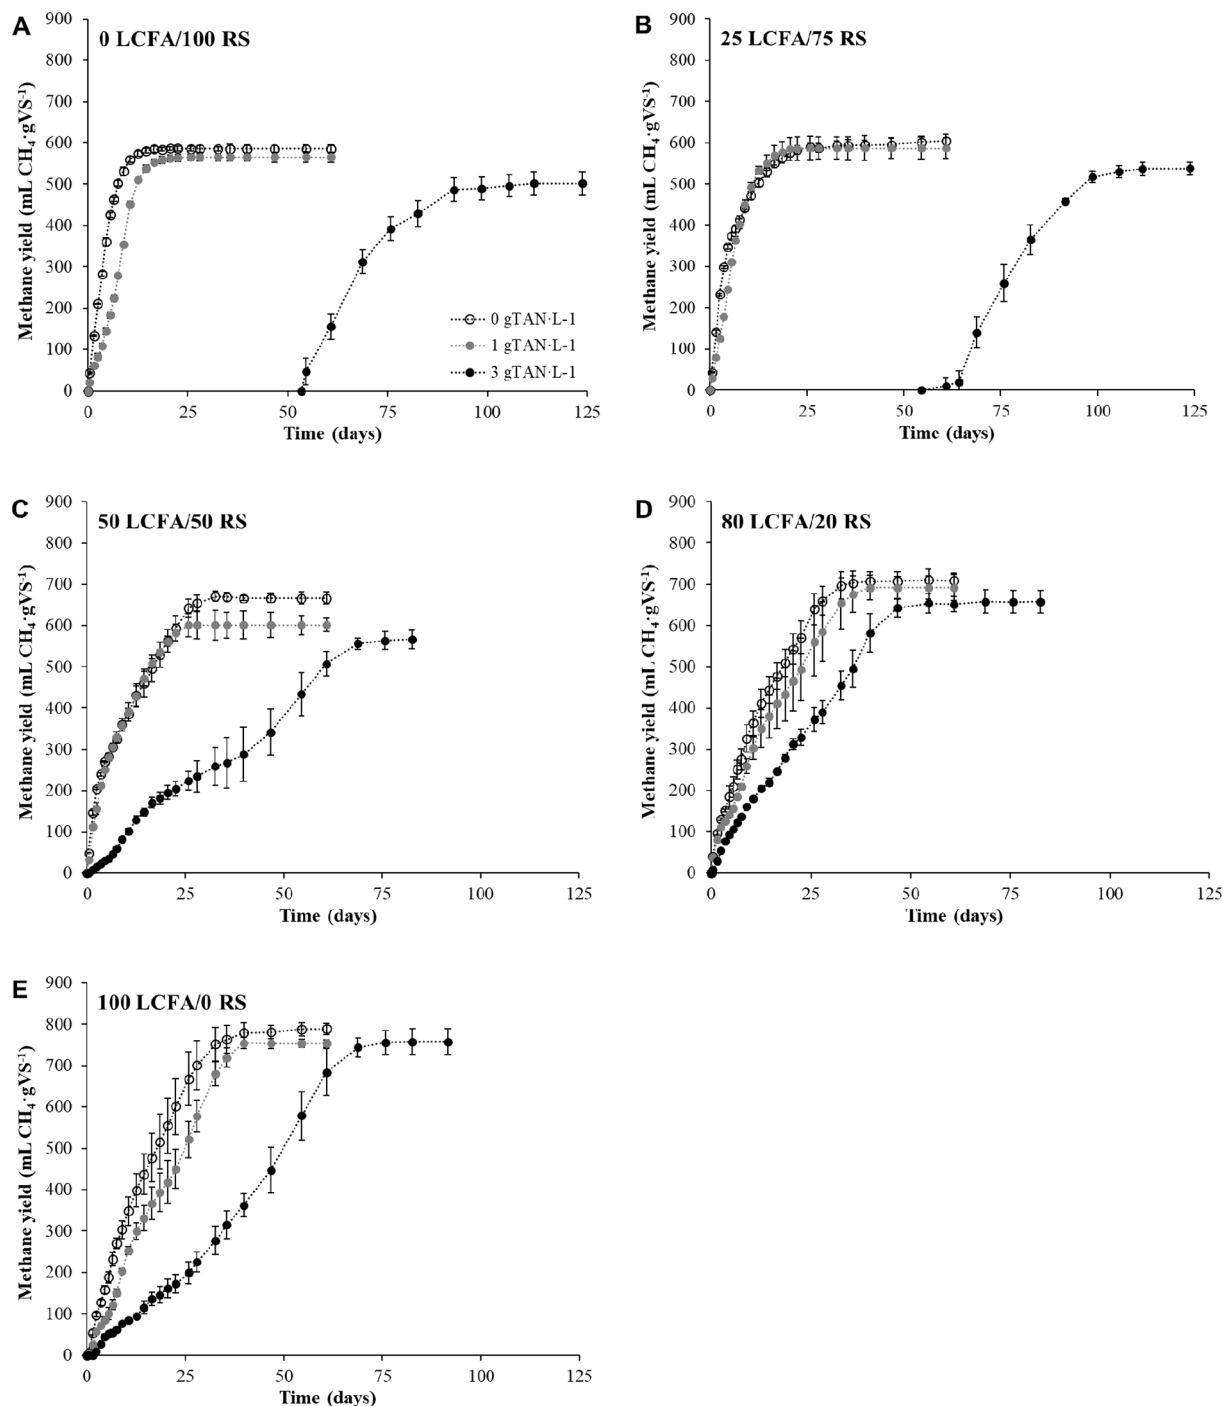 A
0 LCFA/100 RS
Methane yield (mL CH₄·gVS⁻¹)
900
800
700
600
500
400
300
200
100
0
0 gTAN·L-1
1 gTAN·L-1
3 gTAN·L-1
0 25 50 75 100 125
Time (days)
B
25 LCFA/75 RS
Methane yield (mL CH₄·gVS⁻¹)
900
800
700
600
500
400
300
200
100
0
0 25 50 75 100 125
Time (days)
C
50 LCFA/50 RS
Methane yield (mL CH₄·gVS⁻¹)
900
800
700
600
500
400
300
200
100
0
0 25 50 75 100 125
Time (days)
D
80 LCFA/20 RS
Methane yield (mL CH₄·gVS⁻¹)
900
800
700
600
500
400
300
200
100
0
0 25 50 75 100 125
Time (days)
E
100 LCFA/0 RS
Methane yield (mL CH₄·gVS⁻¹)
900
800
700
600
500
400
300
200
100
0
0 25 50 75 100 125
Time (days)